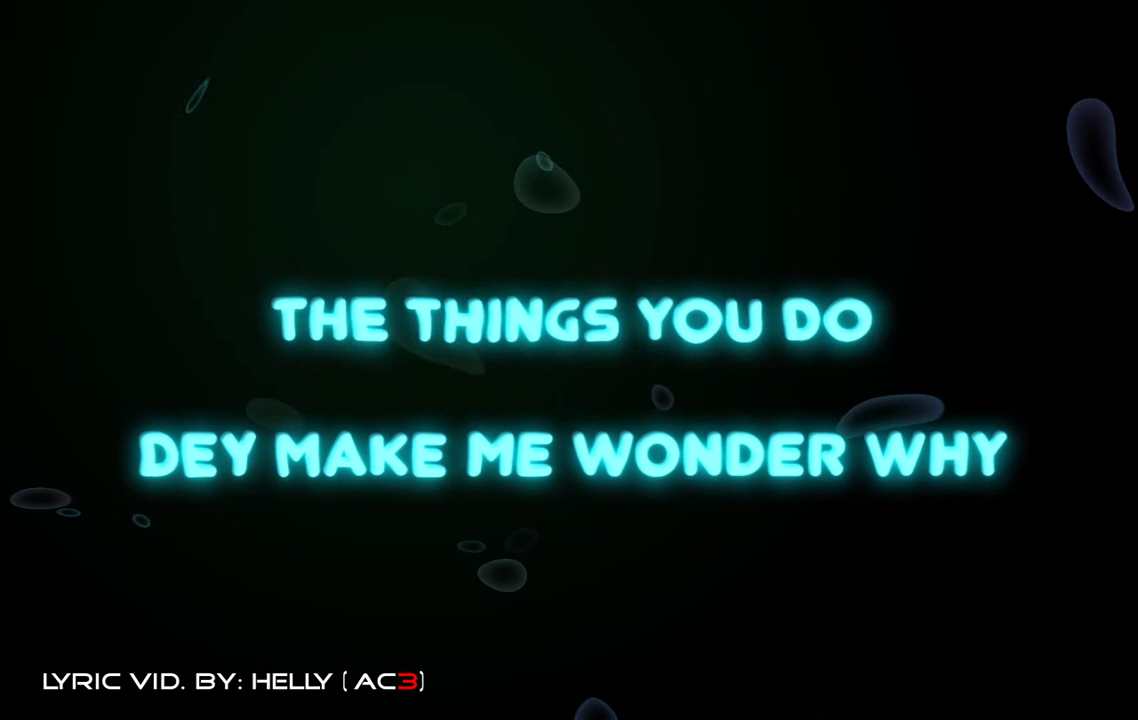 THE THINGS YOU DO
DEY MAKE ME WONDER WHY
LYRIC VID. BY: HELLY ( AC3)